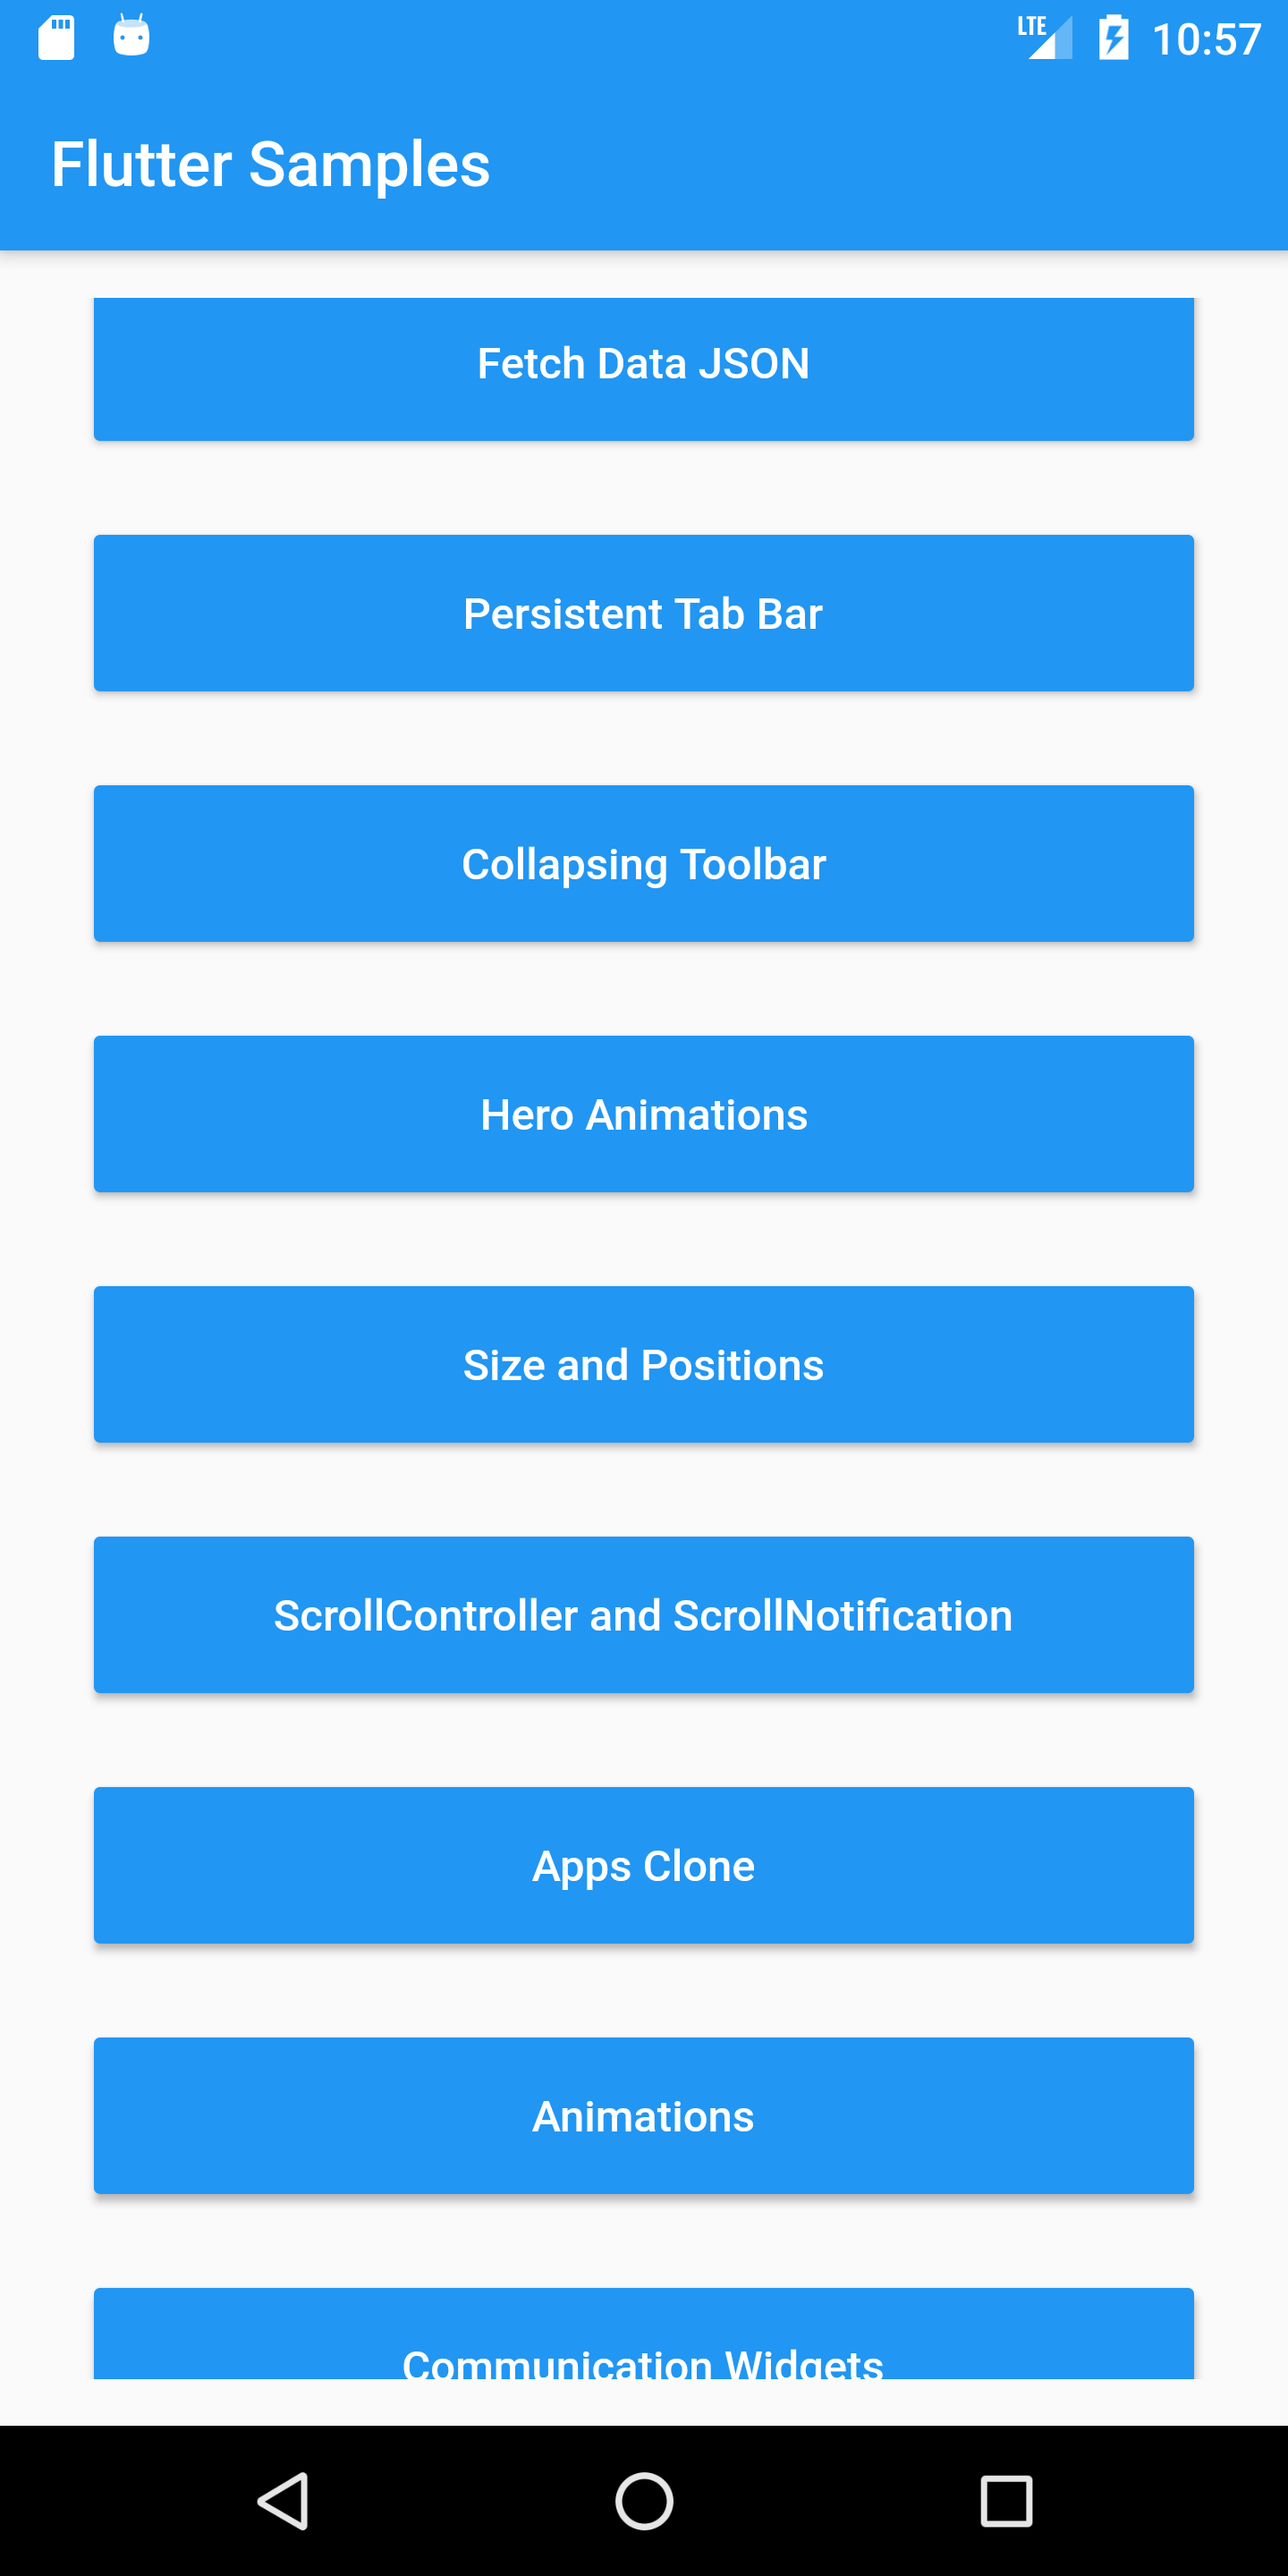 LTE 10:57
Flutter Samples
Fetch Data JSON
Persistent Tab Bar
Collapsing Toolbar
Hero Animations
Size and Positions
ScrollController and ScrollNotification
Apps Clone
Animations
Communication Widgets